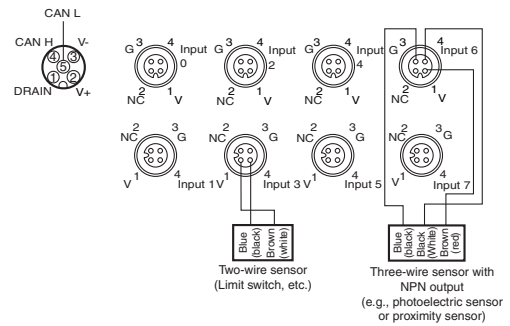 CAN L
CAN H
V-
4
3
5
1
2
DRAIN
V+
G 3 4 Input 0
2 NC 1 V
G 3 4 Input 2
2 NC 1 V
G 3 4 Input 4
2 NC 1 V
G 3 4 Input 6
2 NC 1 V
NC 2 3 G
V 1 4 Input 1
NC 2 3 G
V 1 4 Input 3
NC 2 3 G
V 1 4 Input 5
NC 2 3 G
V 1 4 Input 7
Blue
(black)
Brown
(white)
Two-wire sensor
(Limit switch, etc.)
Blue
(black)
Black
(White)
Brown
(red)
Three-wire sensor with
NPN output
(e.g., photoelectric sensor
or proximity sensor)